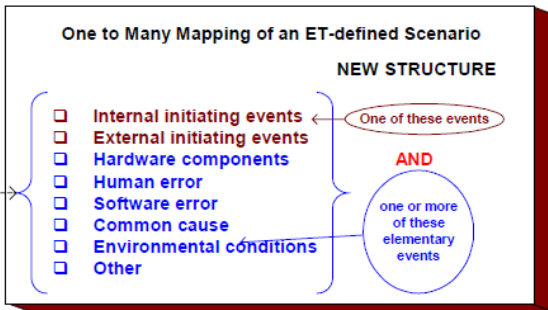 One to Many Mapping of an ET-defined Scenario
NEW STRUCTURE
Internal initiating events
One of these events
External initiating events
Hardware components
AND
Human error
Software error
one or more
of these
elementary
events
Common cause
Environmental conditions
Other